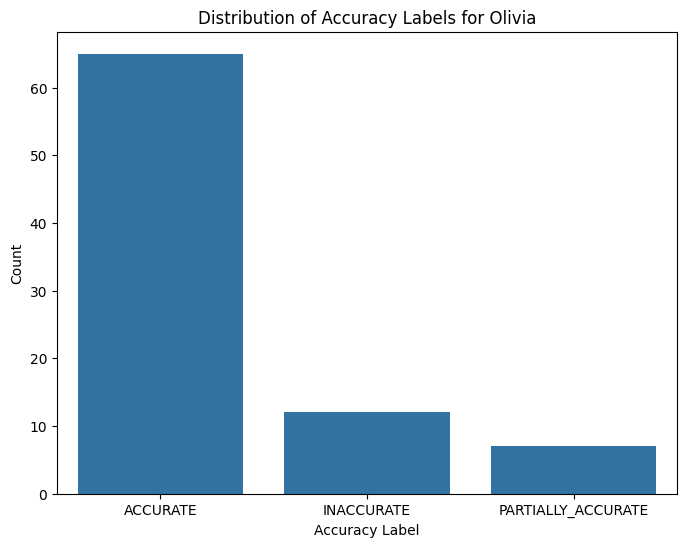 Distribution of Accuracy Labels for Olivia
60
50
40
30
20
10
0
Count
ACCURATE
INACCURATE
PARTIALLY_ACCURATE
Accuracy Label